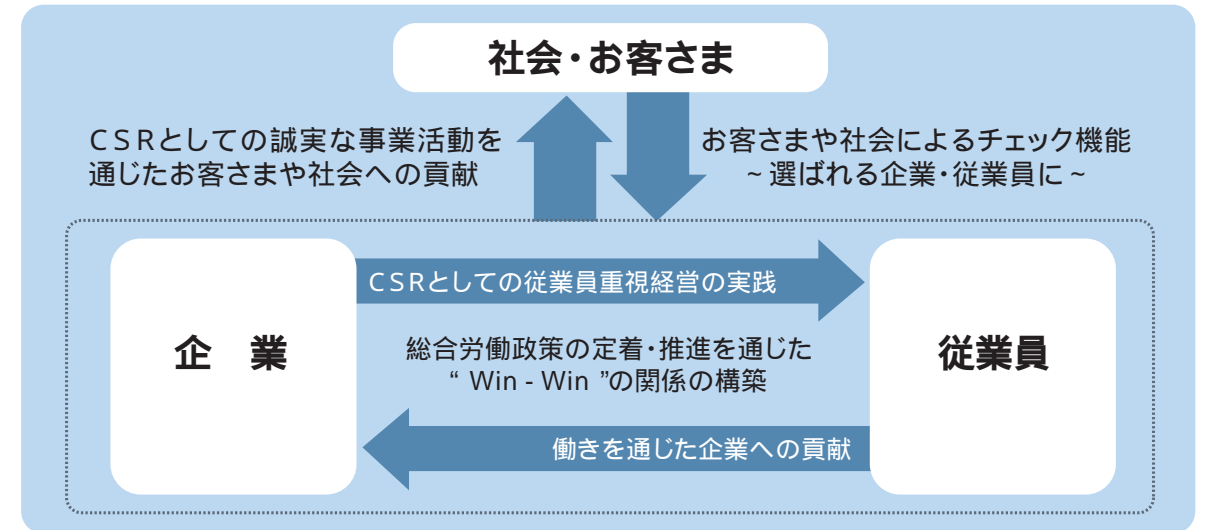 社会・お客さま
CSRとしての誠実な事業活動を
通じたお客さまや社会への貢献
お客さまや社会によるチェック機能
~選ばれる企業・従業員に~
企　業
CSRとしての従業員重視経営の実践
総合労働政策の定着・推進を通じた
“ Win - Win ”の関係の構築
働きを通じた企業への貢献
従業員